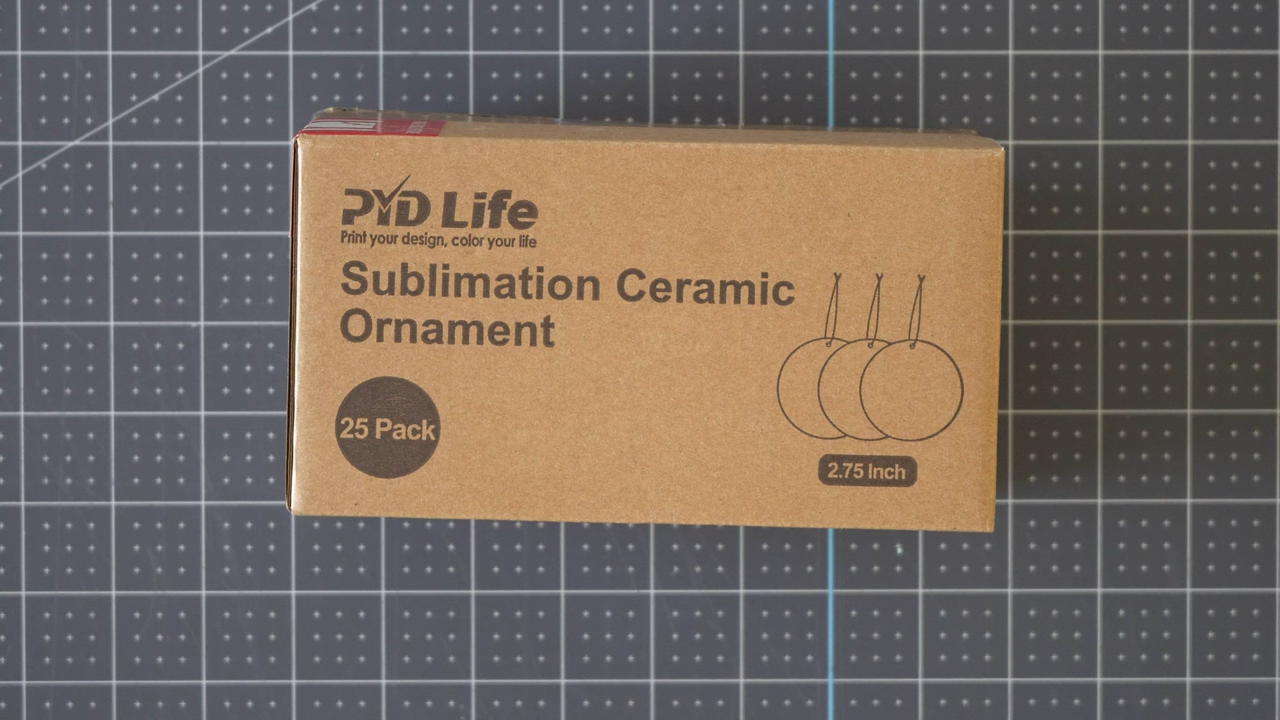 PYD Life
Print your design, color your life
Sublimation Ceramic
Ornament
25 Pack
2.75 Inch